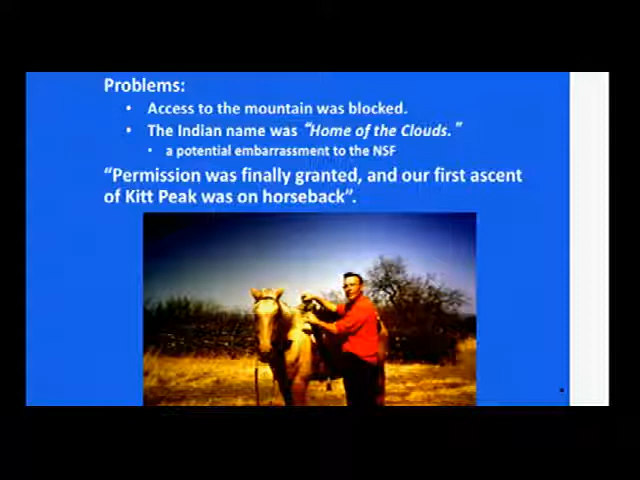 Problems:
• Access to the mountain was blocked.
• The Indian name was “Home of the Clouds.”
• a potential embarrassment to the NSF
“Permission was finally granted, and our first ascent
of Kitt Peak was on horseback”.